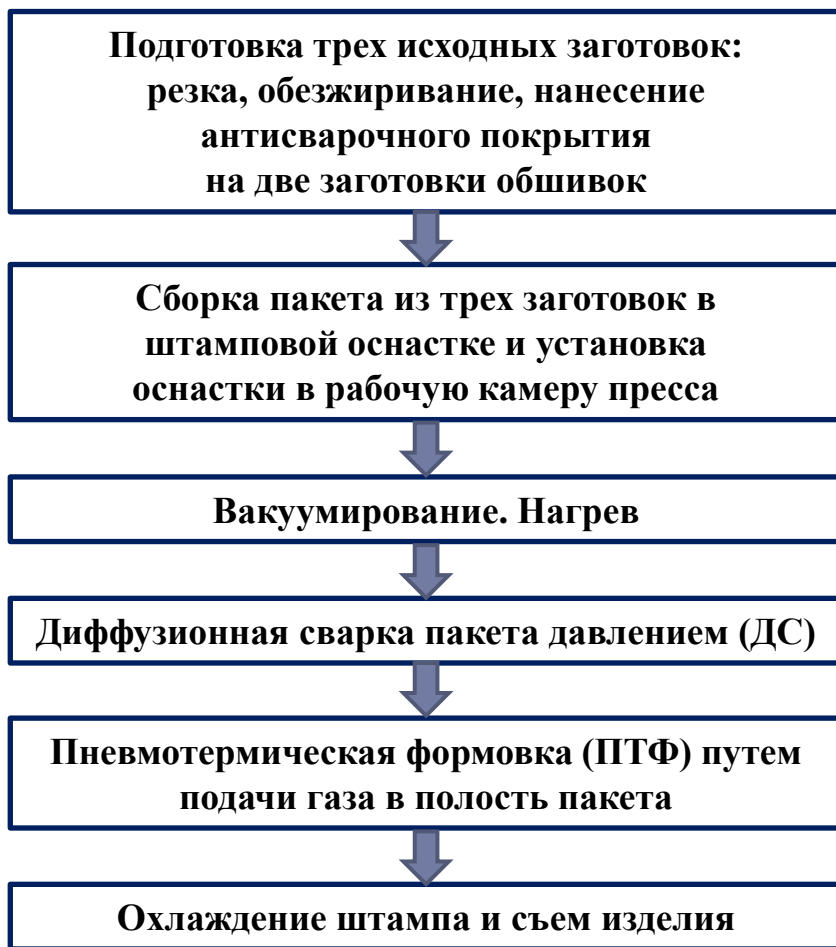 Подготовка трех исходных заготовок:
резка, обезжиривание, нанесение
антисварочного покрытия
на две заготовки обшивок
Сборка пакета из трех заготовок в
штамповой оснастке и установка
оснастки в рабочую камеру пресса
Вакуумирование. Нагрев
Диффузионная сварка пакета давлением (ДС)
Пневмотермическая формовка (ПТФ) путем
подачи газа в полость пакета
Охлаждение штампа и съем изделия